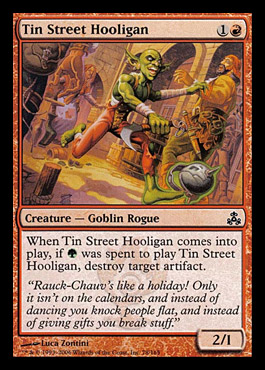 Tin Street Hooligan 1
Creature — Goblin Rogue
When Tin Street Hooligan comes into
play, if was spent to play Tin Street
Hooligan, destroy target artifact.
"Rauck-Chauv's like a holiday! Only
it isn't on the calendars, and instead of
dancing you knock people flat, and instead
of giving gifts you break stuff."
2/1
Luca Zontini